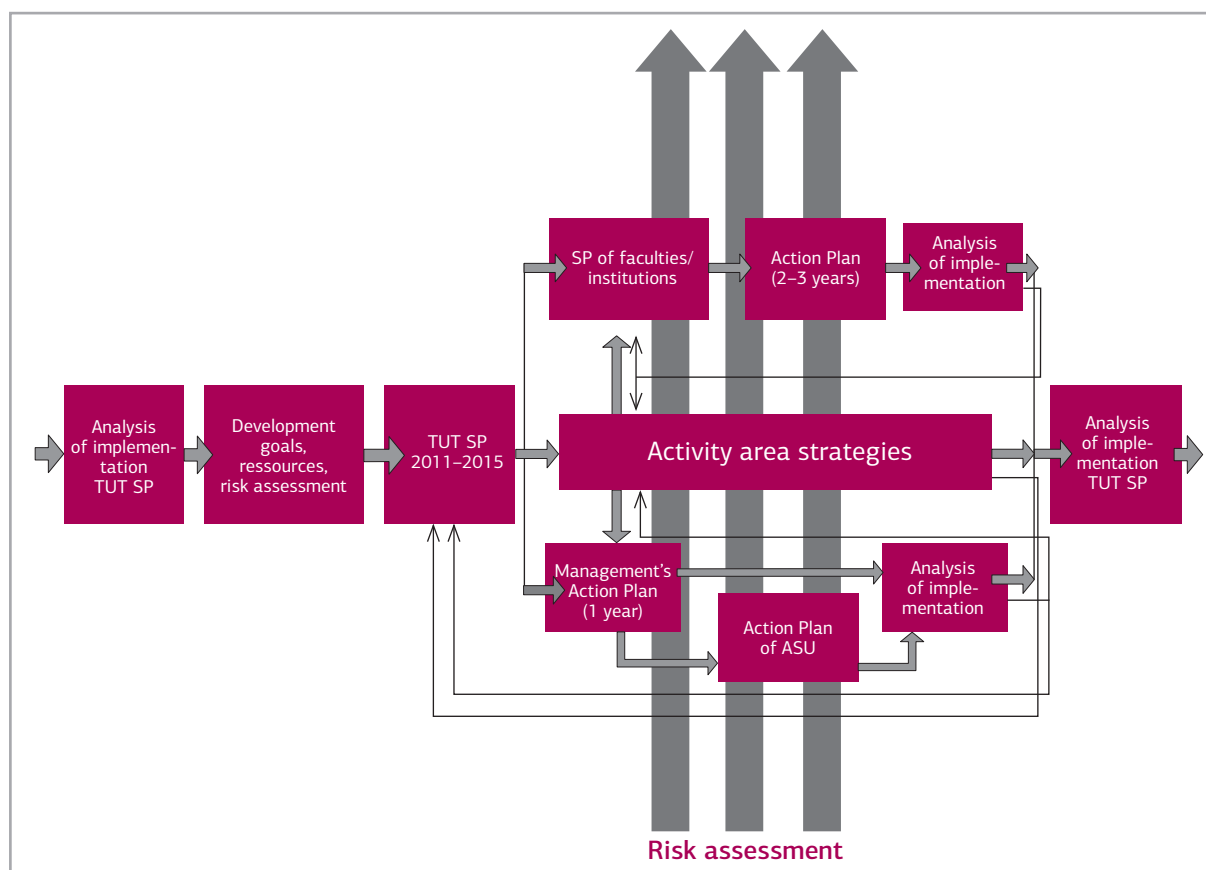 SP of faculties/
institutions
Action Plan
(2–3 years)
Analysis
of imple-
mentation
Analysis
of implemen-
tation
TUT SP
Development
goals,
ressources,
risk assessment
TUT SP
2011–2015
Activity area strategies
Analysis
of imple-
mentation
TUT SP
Management’s
Action Plan
(1 year)
Action Plan
of ASU
Analysis
of imple-
mentation
Risk assessment